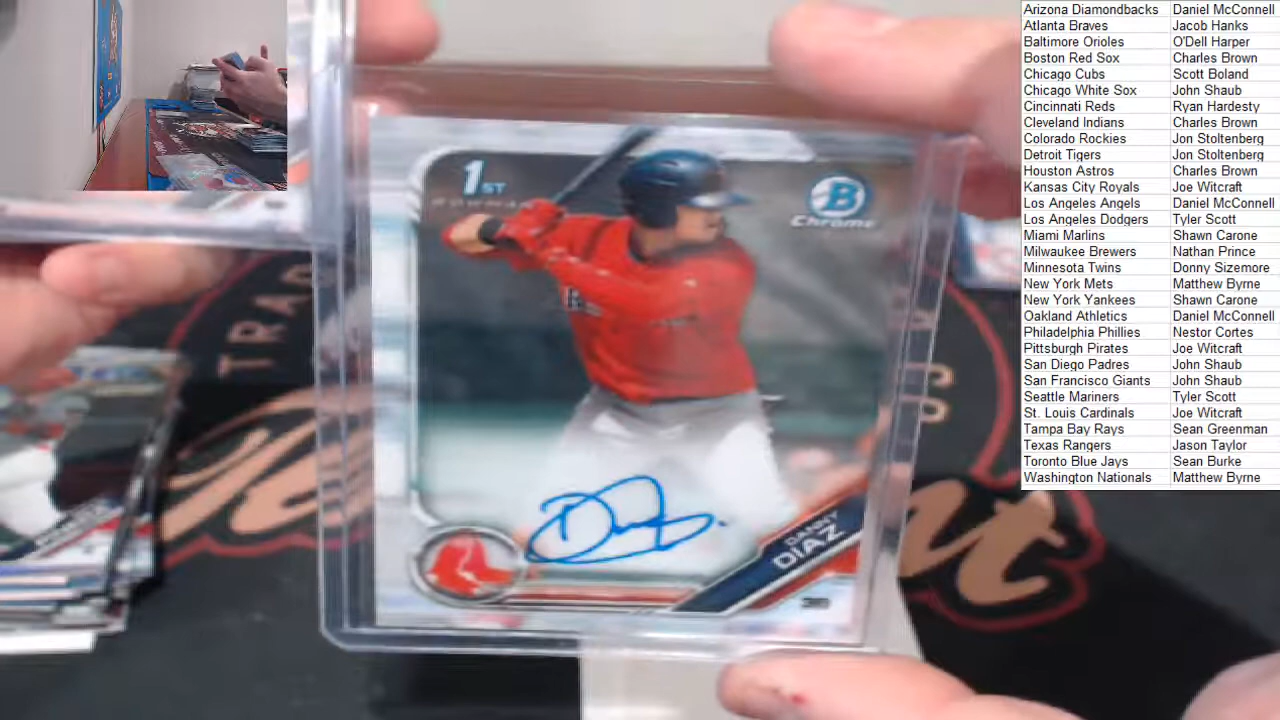 1ST
BOWMAN
B
Chrome
DANNY
DIAZ
3B
TRAD
Arizona Diamondbacks Daniel McConnell
Atlanta Braves Jacob Hanks
Baltimore Orioles O'Dell Harper
Boston Red Sox Charles Brown
Chicago Cubs Scott Boland
Chicago White Sox John Shaub
Cincinnati Reds Ryan Hardesty
Cleveland Indians Charles Brown
Colorado Rockies Jon Stoltenberg
Detroit Tigers Jon Stoltenberg
Houston Astros Charles Brown
Kansas City Royals Joe Witcraft
Los Angeles Angels Daniel McConnell
Los Angeles Dodgers Tyler Scott
Miami Marlins Shawn Carone
Milwaukee Brewers Nathan Prince
Minnesota Twins Donny Sizemore
New York Mets Matthew Byrne
New York Yankees Shawn Carone
Oakland Athletics Daniel McConnell
Philadelphia Phillies Nestor Cortes
Pittsburgh Pirates Joe Witcraft
San Diego Padres John Shaub
San Francisco Giants John Shaub
Seattle Mariners Tyler Scott
St. Louis Cardinals Joe Witcraft
Tampa Bay Rays Sean Greenman
Texas Rangers Jason Taylor
Toronto Blue Jays Sean Burke
Washington Nationals Matthew Byrne